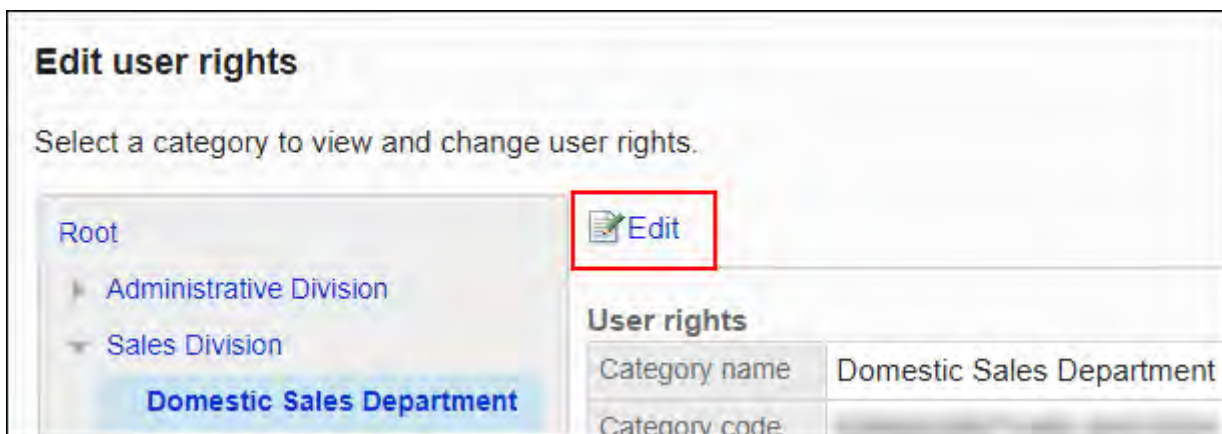 Edit user rights
Select a category to view and change user rights.
Root
Administrative Division
Sales Division
Domestic Sales Department
Edit
User rights
Category name Domestic Sales Department
Category code